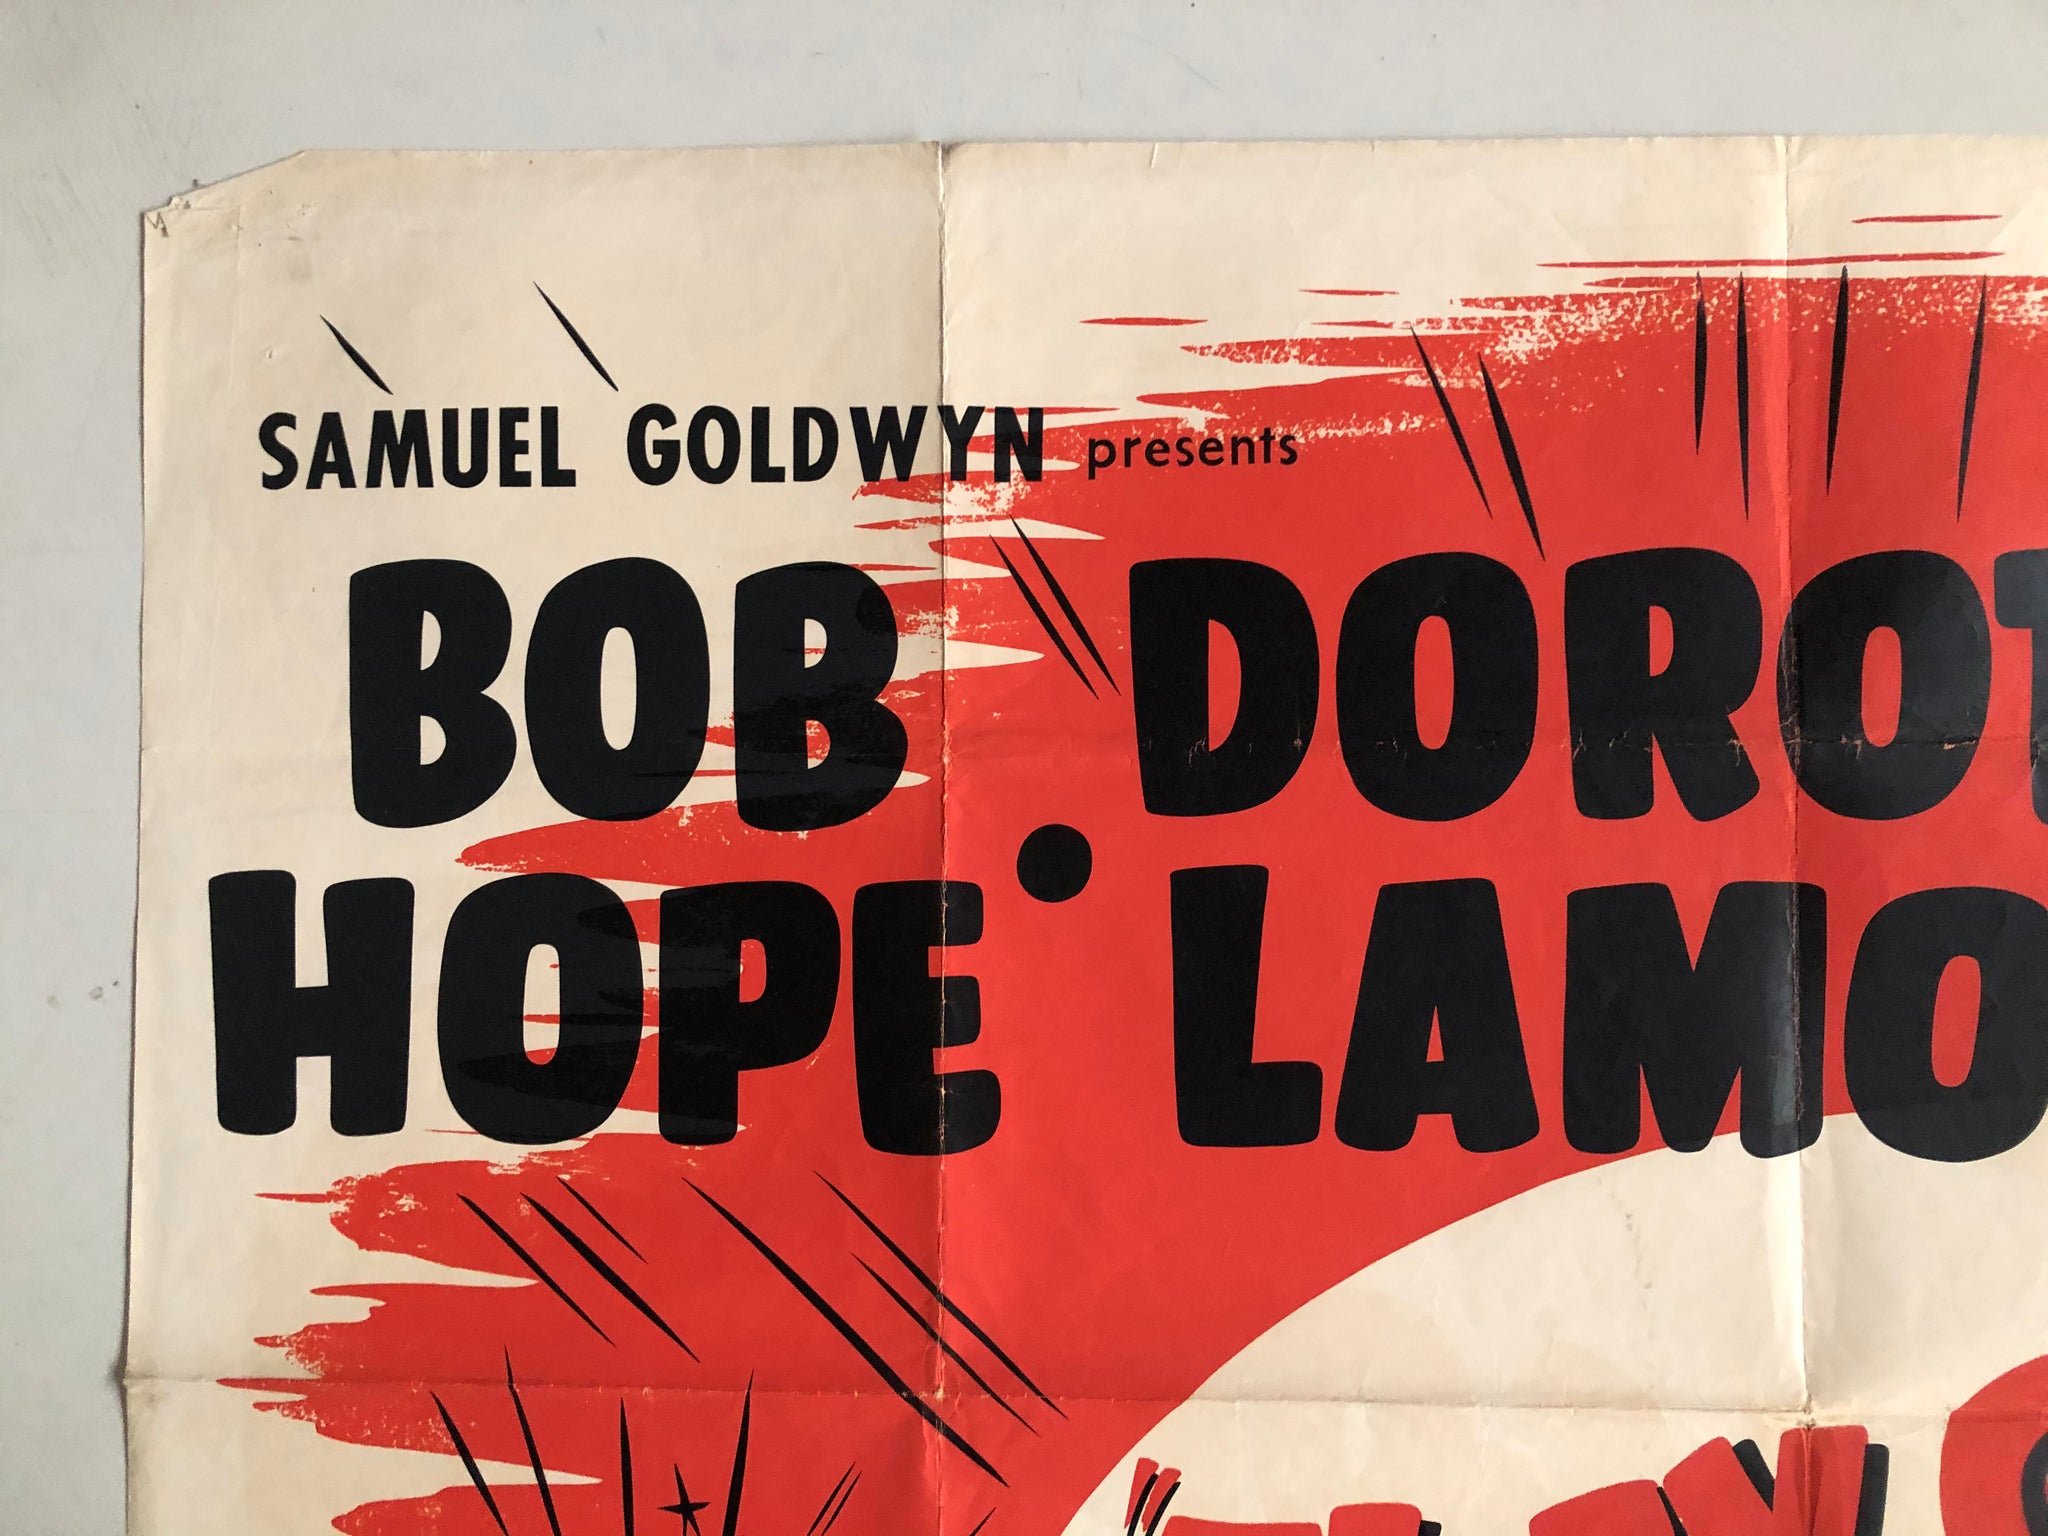 SAMUEL GOLDWYN presents
BOB DOROT
HOPE • LAMO